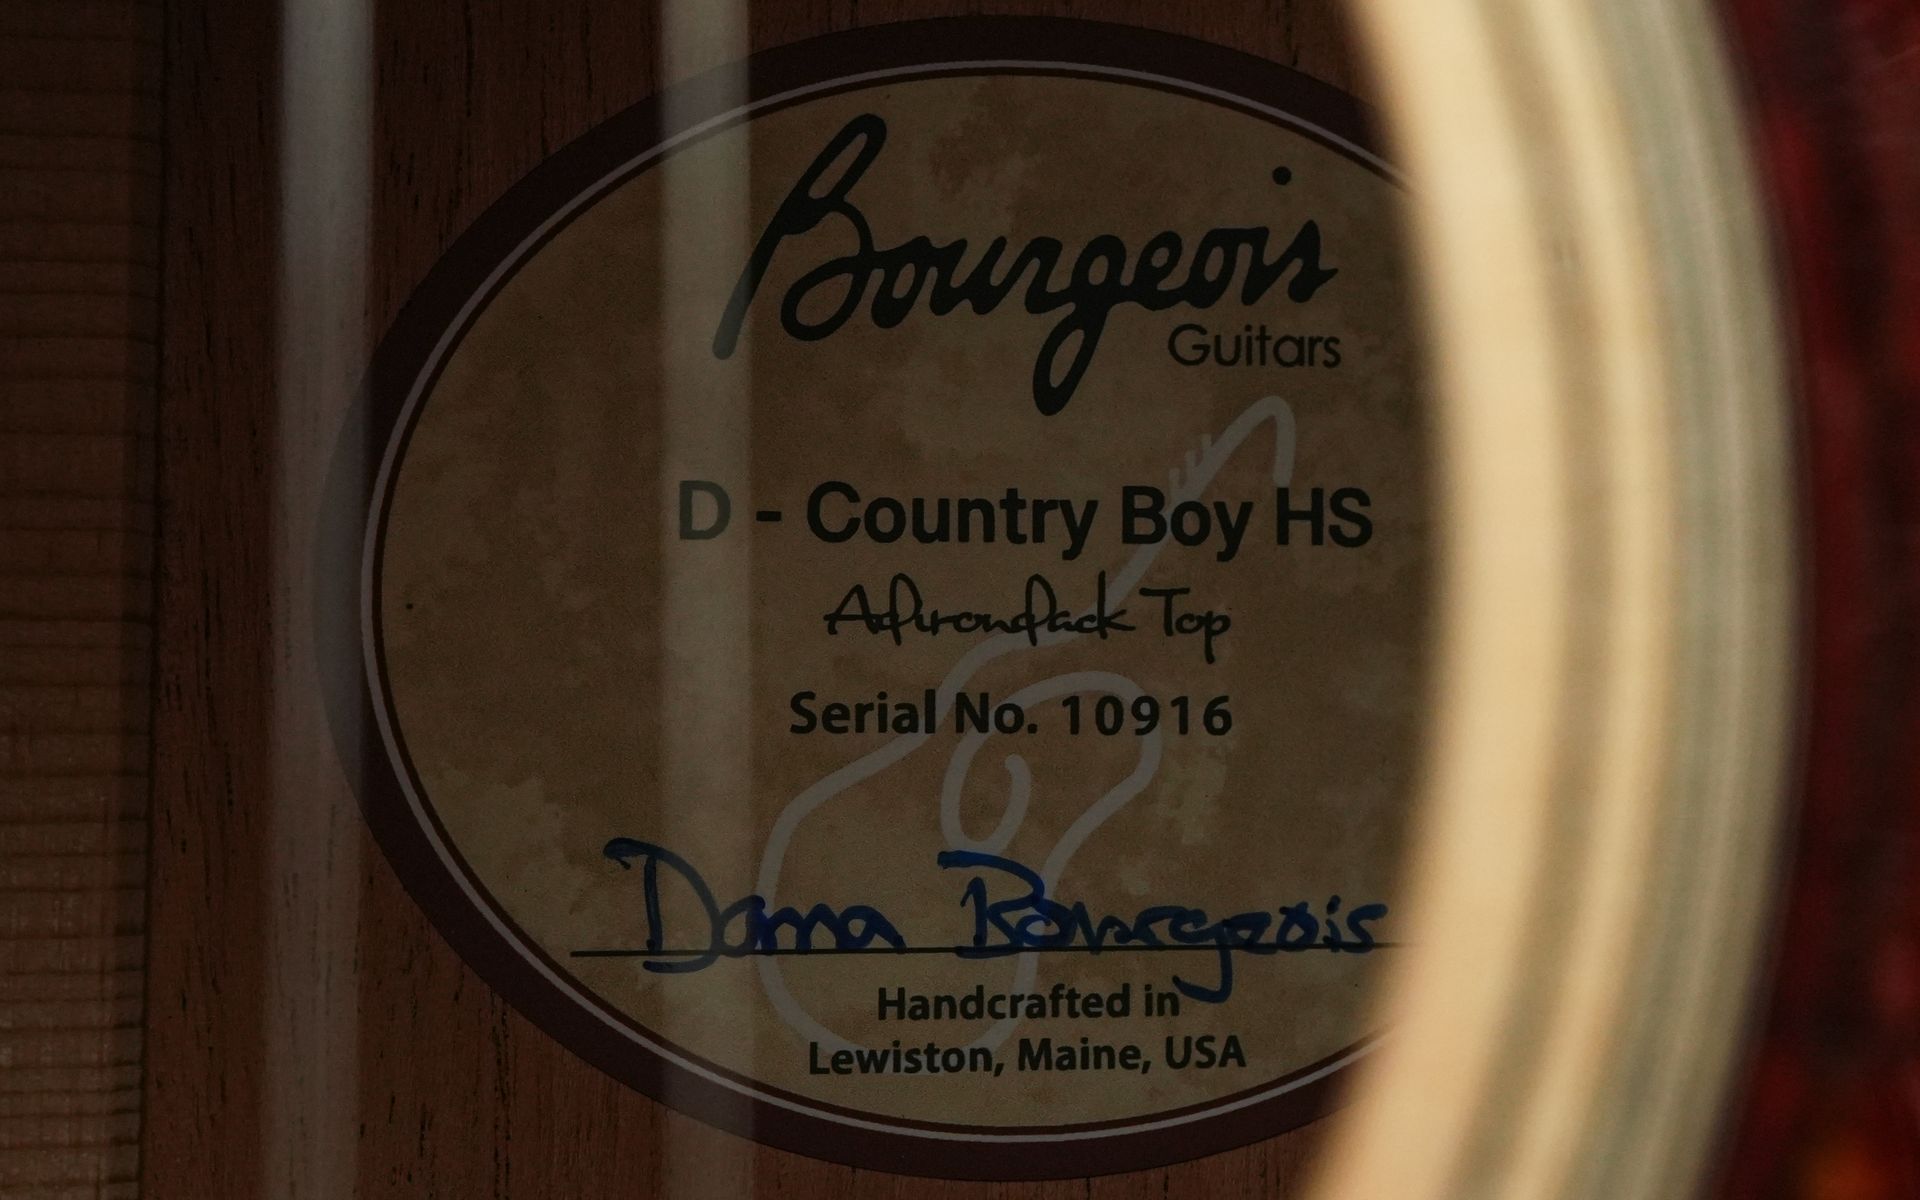 Bourgeois
Guitars
D - Country Boy HS
Adirondack Top
Serial No. 10916
Dana Bourgeois
Handcrafted in
Lewiston, Maine, USA